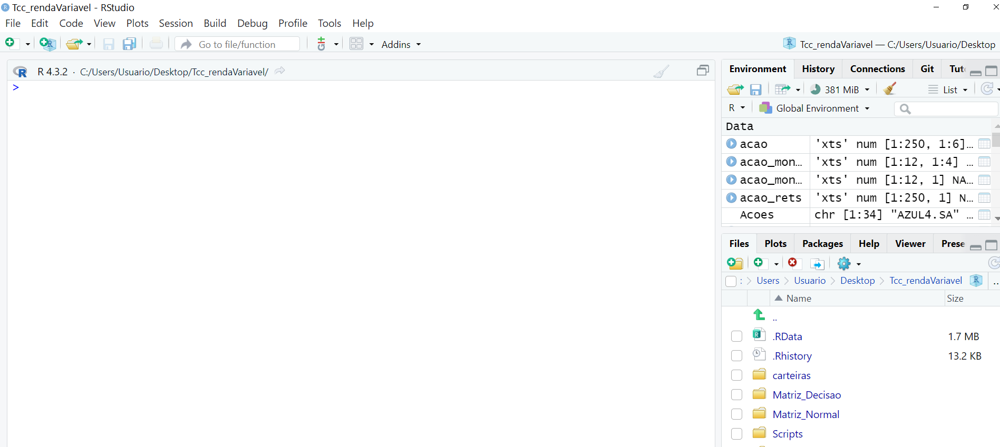 Tcc_rendaVariavel - RStudio
File Edit Code View Plots Session Build Debug Profile Tools Help
Go to file/function Addins Tcc_rendaVariavel — C:/Users/Usuario/Desktop
R 4.3.2 · C:/Users/Usuario/Desktop/Tcc_rendaVariavel/
>
Environment History Connections Git Tut
381 MiB List
R Global Environment
Data
acao 'xts' num [1:250, 1:6]…
acao_mon… 'xts' num [1:12, 1:4] …
acao_mon… 'xts' num [1:12, 1] NA…
acao_rets 'xts' num [1:250, 1] N…
Acoes chr [1:34] "AZUL4.SA" …
Files Plots Packages Help Viewer Prese
: Users Usuario Desktop Tcc_rendaVariavel ..
Name Size
..
.RData 1.7 MB
.Rhistory 13.2 KB
carteiras
Matriz_Decisao
Matriz_Normal
Scripts